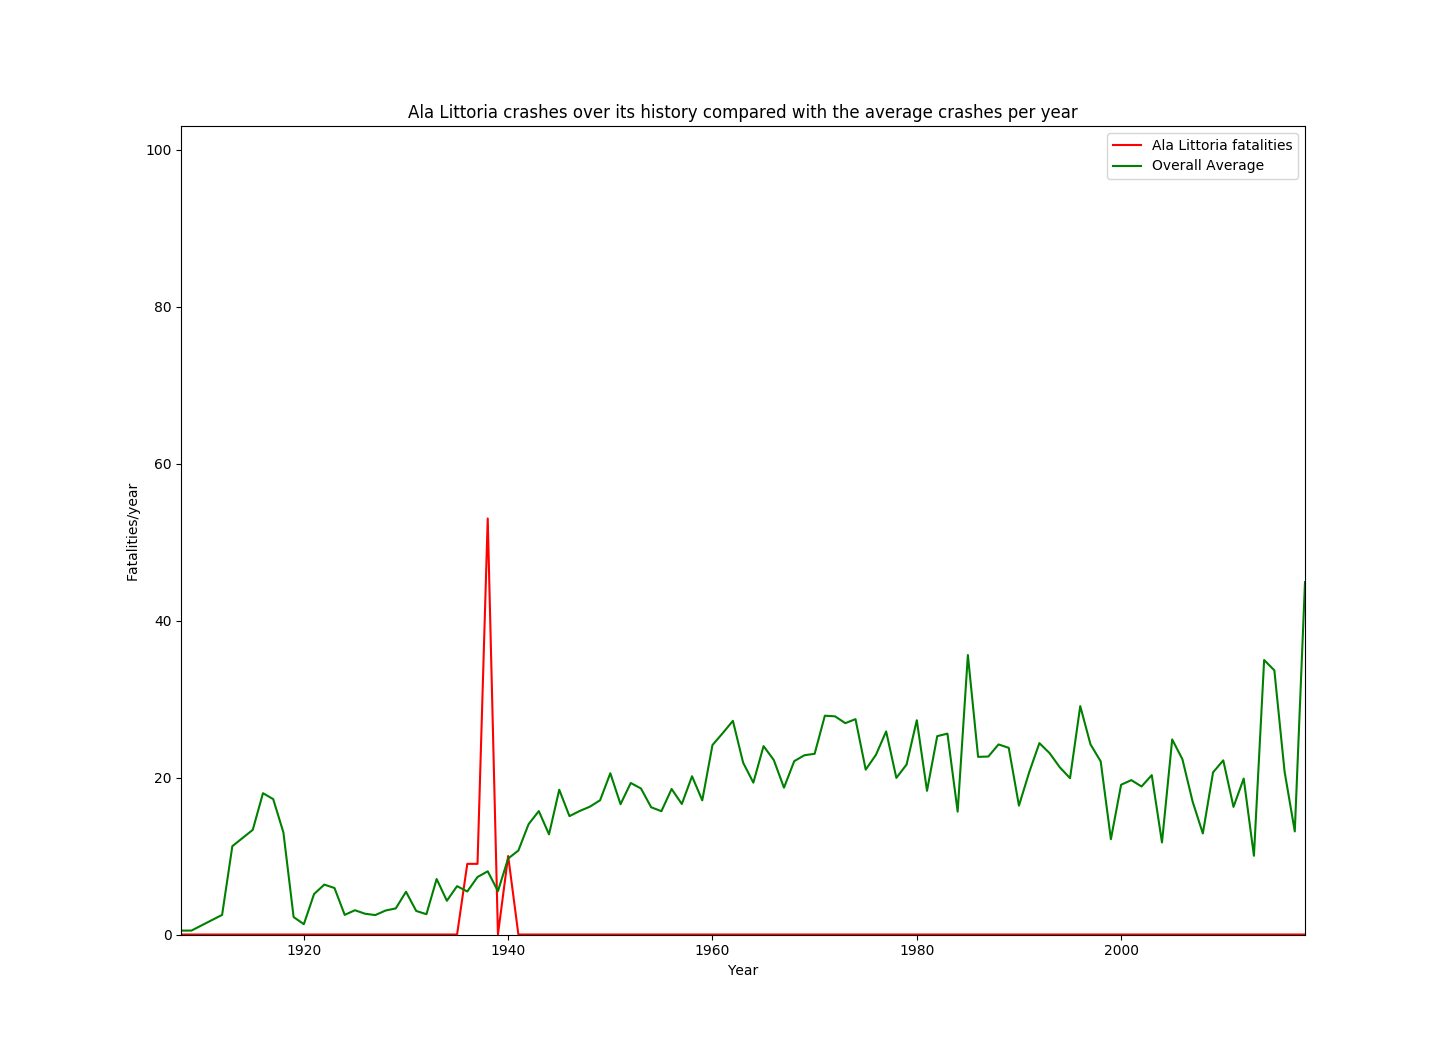 Ala Littoria crashes over its history compared with the average crashes per year
Ala Littoria fatalities
Overall Average
100
80
60
40
20
0
Fatalities/year
1920
1940
1960
1980
2000
Year